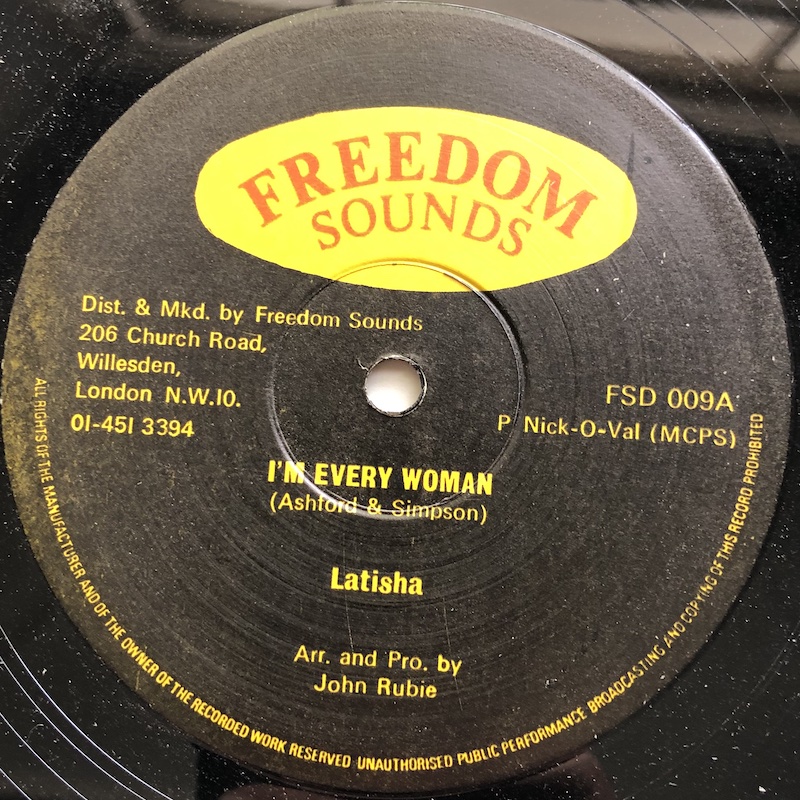 FREEDOM
SOUNDS
Dist. & Mkd. by Freedom Sounds
206 Church Road,
Willesden,
London N.W.10.
01-451 3394
FSD 009A
P Nick-O-Val (MCPS)
I'M EVERY WOMAN
(Ashford & Simpson)
Latisha
Arr. and Pro. by
John Rubie
ALL RIGHTS OF THE MANUFACTURER AND OF THE OWNER OF THE RECORDED WORK RESERVED UNAUTHORISED PUBLIC PERFORMANCE BROADCASTING AND COPYING OF THIS RECORD PROHIBITED